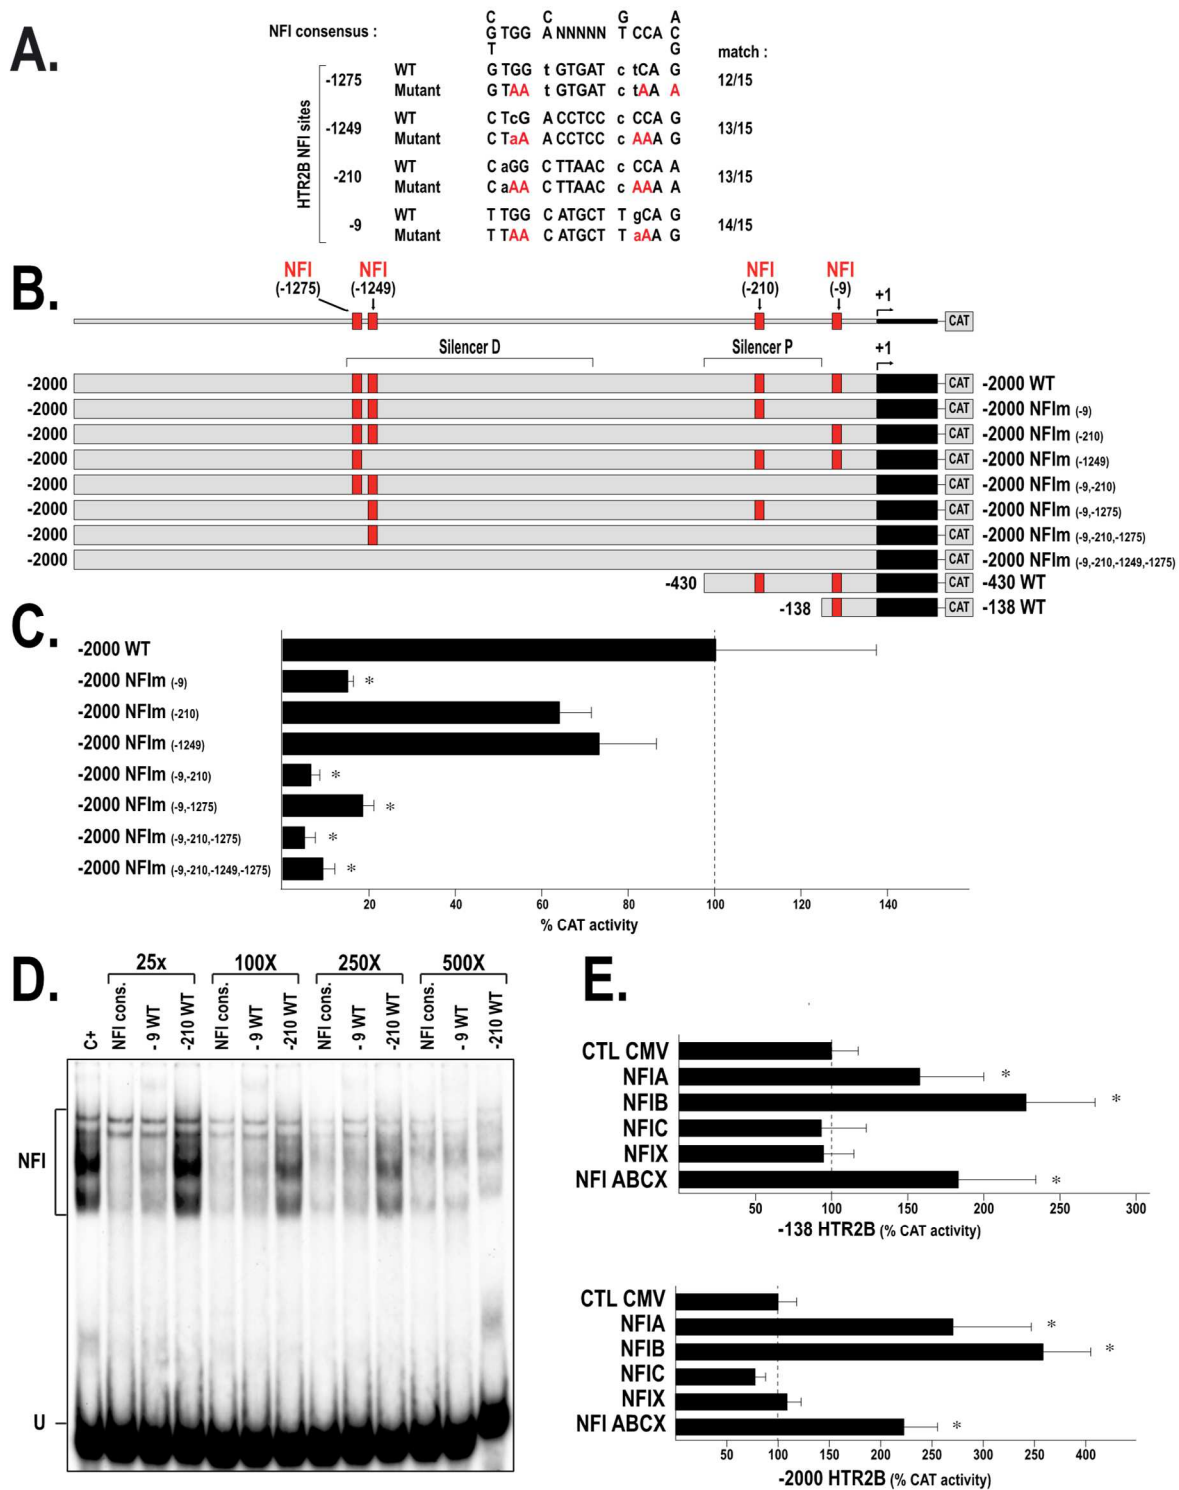 A.
NFI consensus :
C C G A
G TGG A NNNNN T CCA C
T G
match :
HTR2B NFI sites
-1275 WT G TGG t GTGAT c tCA G 12/15
Mutant G TAA t GTGAT c tAA A
-1249 WT C TcG A CCTCC c CCA G 13/15
Mutant C TaA A CCTCC c AAA G
-210 WT C aGG C TTAAC c CCA A 13/15
Mutant C aAA C TTAAC c AAA A
-9 WT T TGG C ATGCT T gCA G 14/15
Mutant T TAA C ATGCT T aAA G
B.
NFI NFI NFI NFI
(-1275) (-1249) (-210) (-9) +1
CAT
Silencer D Silencer P +1
-2000 CAT -2000 WT
-2000 CAT -2000 NFIm (-9)
-2000 CAT -2000 NFIm (-210)
-2000 CAT -2000 NFIm (-1249)
-2000 CAT -2000 NFIm (-9,-210)
-2000 CAT -2000 NFIm (-9,-1275)
-2000 CAT -2000 NFIm (-9,-210,-1275)
-2000 CAT -2000 NFIm (-9,-210,-1249,-1275)
-430 CAT -430 WT
-138 CAT -138 WT
C.
-2000 WT
-2000 NFIm (-9) *
-2000 NFIm (-210)
-2000 NFIm (-1249)
-2000 NFIm (-9,-210) *
-2000 NFIm (-9,-1275) *
-2000 NFIm (-9,-210,-1275) *
-2000 NFIm (-9,-210,-1249,-1275) *
20 40 60 80 100 120 140
% CAT activity
D.
25x 100X 250X 500X
C+ NFI cons. - 9 WT -210 WT NFI cons. - 9 WT -210 WT NFI cons. - 9 WT -210 WT NFI cons. - 9 WT -210 WT
NFI
U
E.
CTL CMV
NFIA *
NFIB *
NFIC
NFIX
NFI ABCX *
50 100 150 200 250 300
-138 HTR2B (% CAT activity)
CTL CMV
NFIA *
NFIB *
NFIC
NFIX
NFI ABCX *
50 100 150 200 250 300 350 400
-2000 HTR2B (% CAT activity)